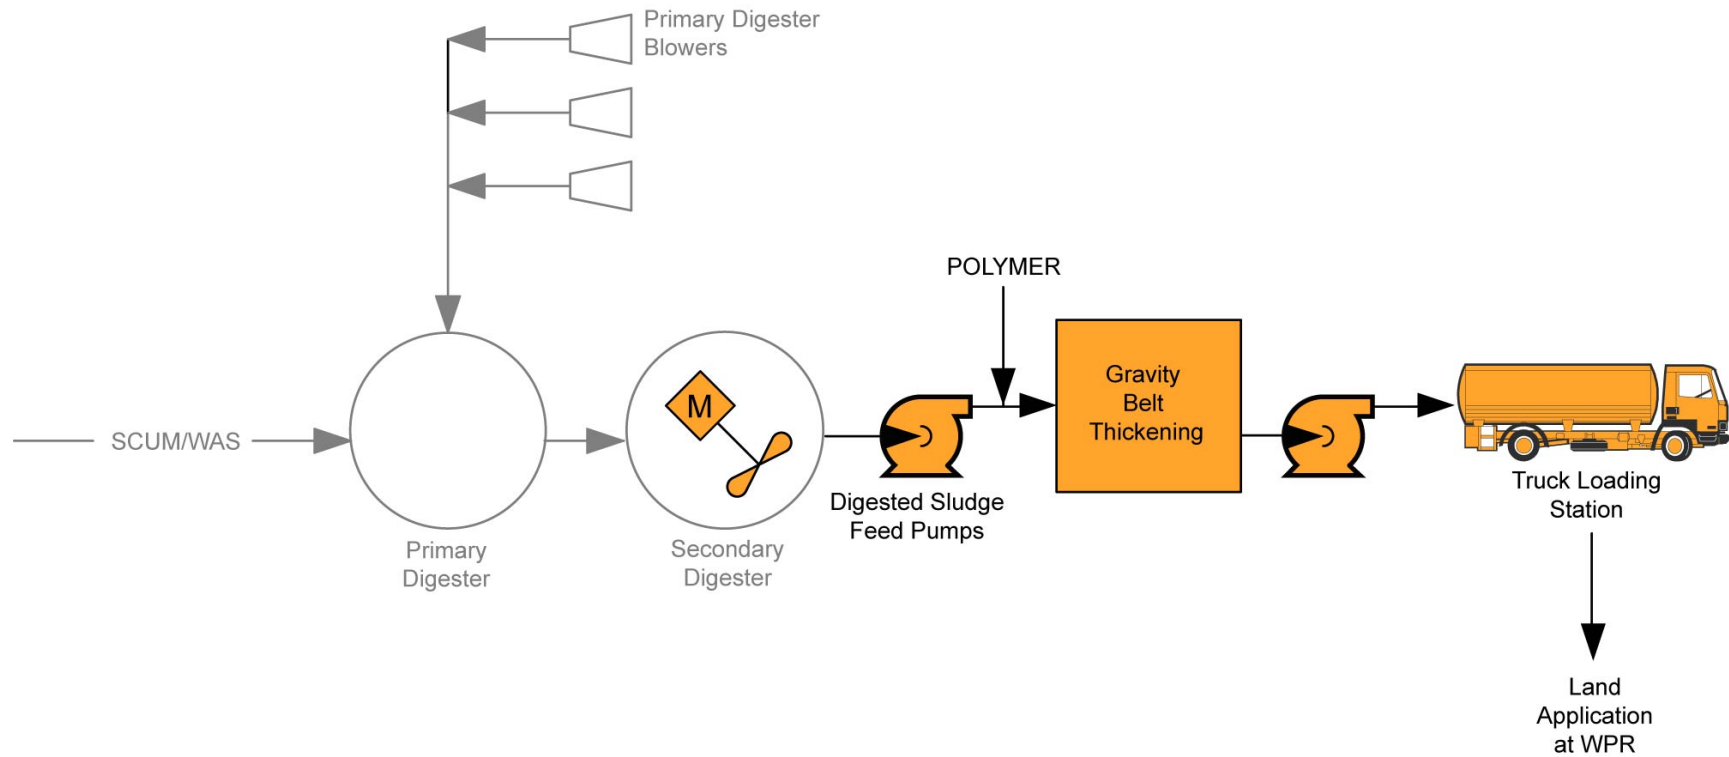 Primary Digester
Blowers
POLYMER
Gravity
Belt
Thickening
M
SCUM/WAS
Digested Sludge
Feed Pumps
Truck Loading
Station
Primary
Digester
Secondary
Digester
Land
Application
at WPR